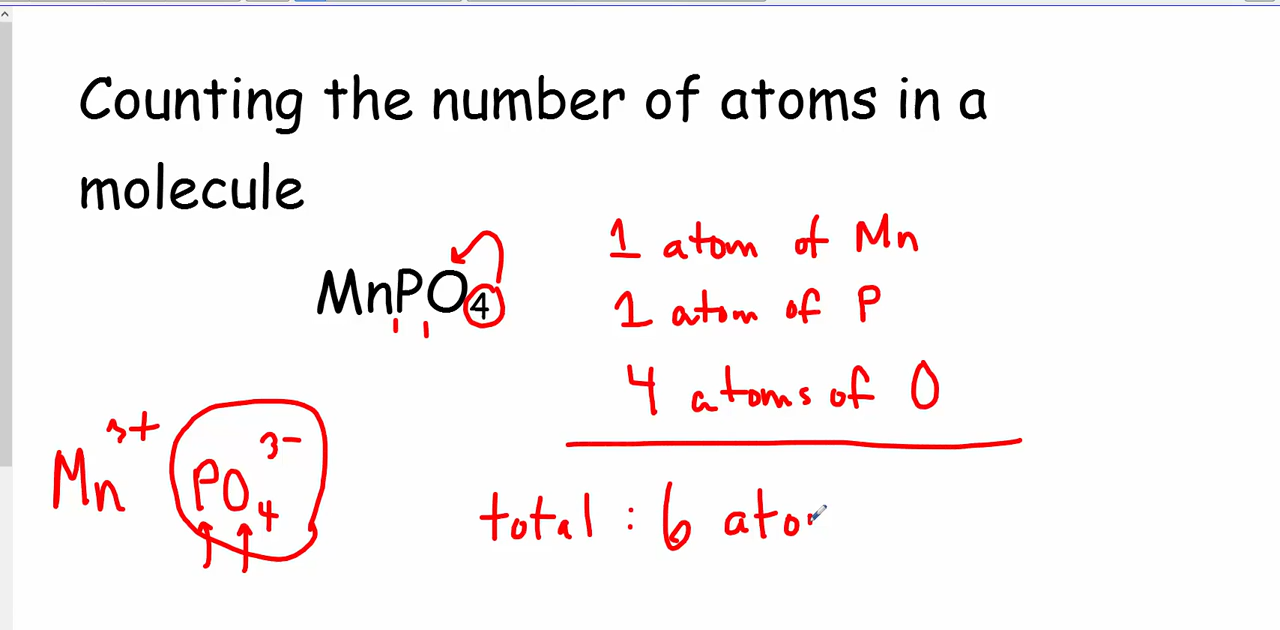 Counting the number of atoms in a
molecule
MnPO4
1 atom of Mn
1 atom of P
4 atoms of O
Mn3+ PO43-
total : 6 ato